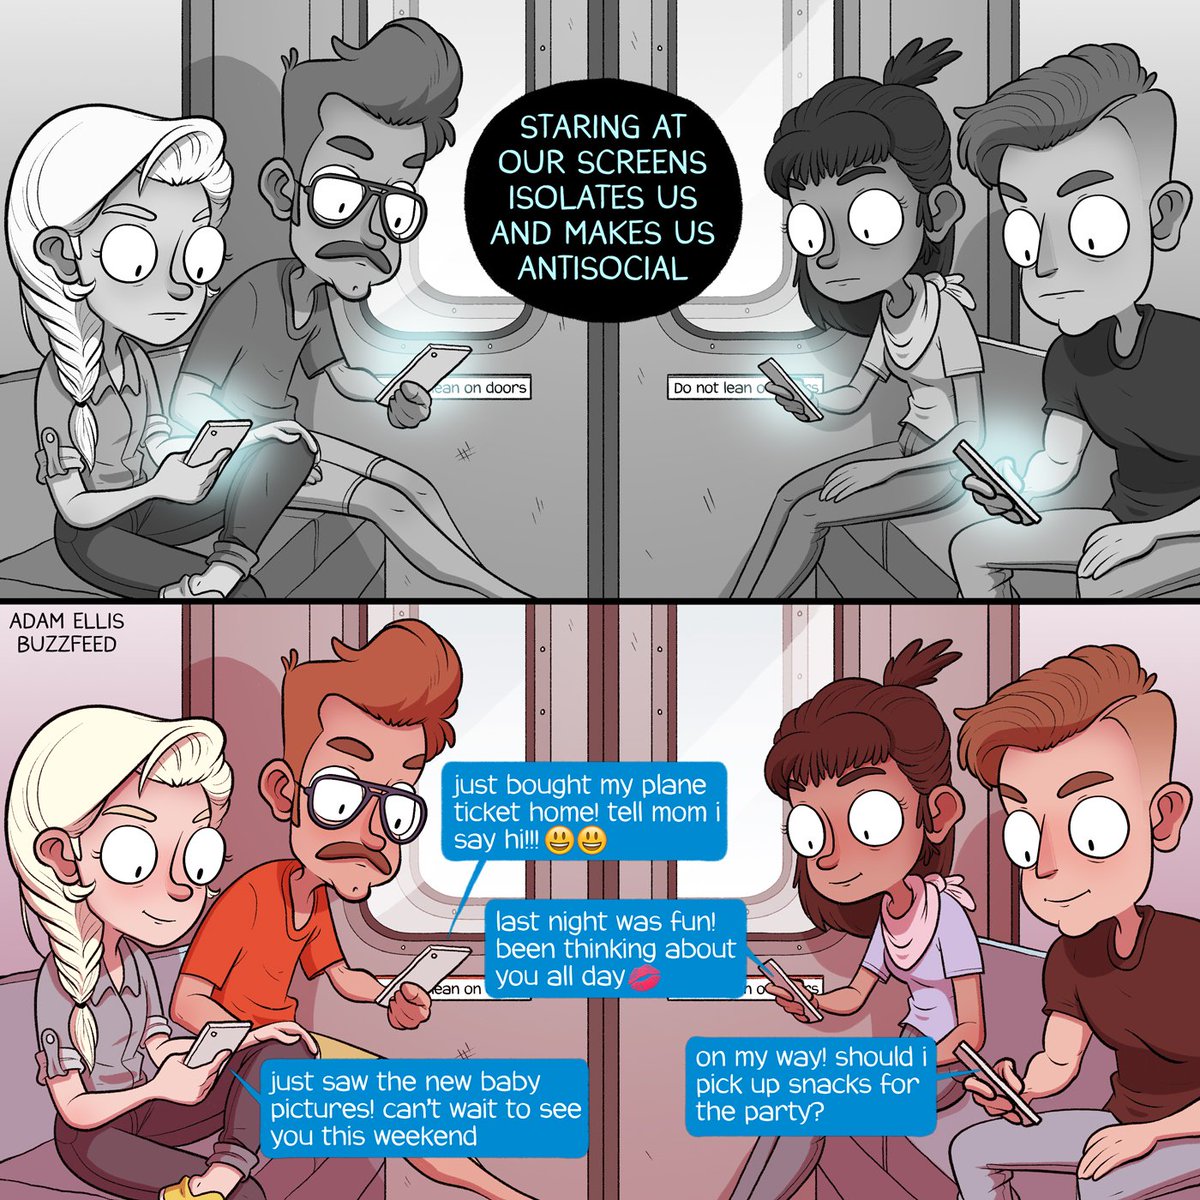 STARING AT
OUR SCREENS
ISOLATES US
AND MAKES US
ANTISOCIAL
ean on doors
Do not lean o
ADAM ELLIS
BUZZFEED
just bought my plane
ticket home! tell mom i
say hi!!! 😃😃
last night was fun!
been thinking about
you all day💋
ean on
on my way! should i
pick up snacks for
the party?
just saw the new baby
pictures! can't wait to see
you this weekend